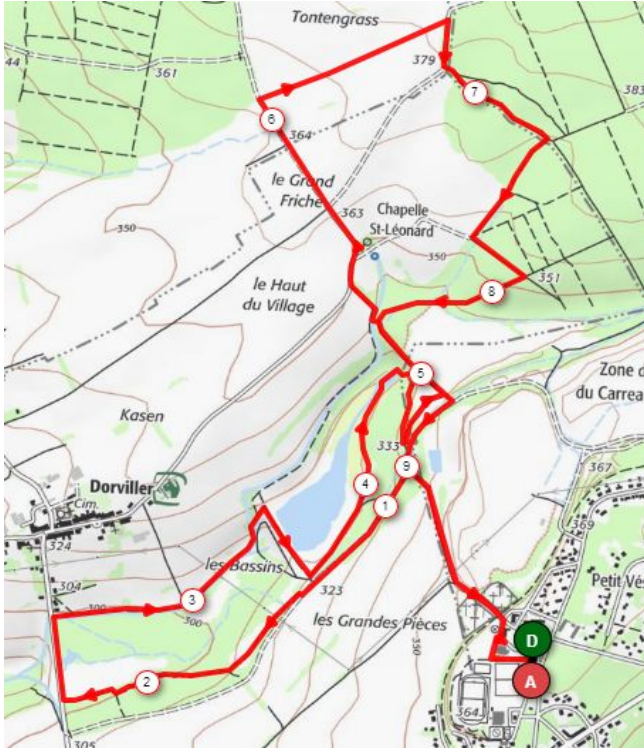 Tontengrass
44
361
379
7
383
6
364
le Grand
Friche
363
Chapelle
St-Léonard
350
350
351
8
le Haut
du Village
5
Zone d
du Carrea
Kasen
333
9
367
Dorviller
Cim.
4
1
369
324
les Bassins
323
Petit Vé
304
300
3
300
les Grandes Pièces
350
D
2
A
364
305